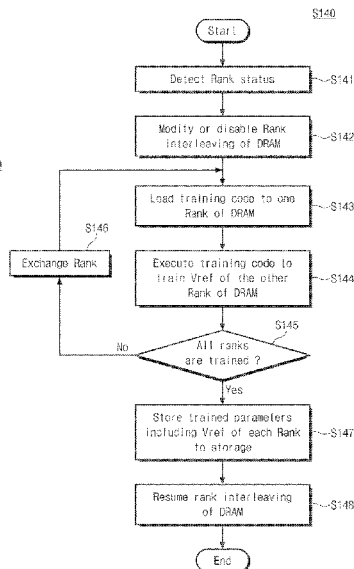 S140
Start
Detect Rank status
S141
Modify or disable Rank
interleaving of DRAM
S142
Load training code to one
Rank of DRAM
S143
S146
Exchange Rank
Execute training code to
train Vref of the other
Rank of DRAM
S144
S145
All ranks
are trained ?
No
Yes
Store trained parameters
including Vref of each Rank
to storage
S147
Resume rank interleaving
of DRAM
S148
End